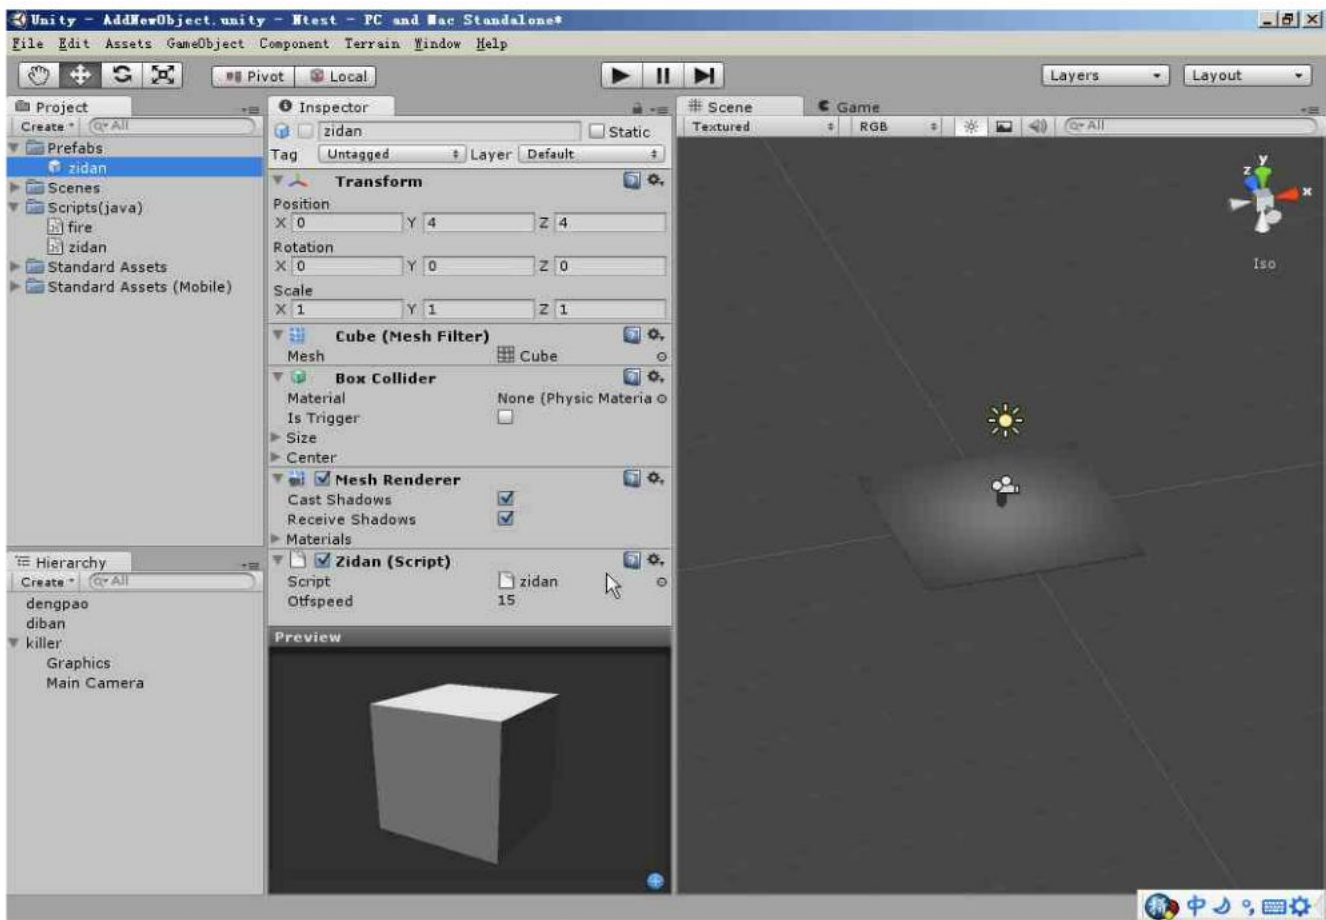 Unity - AddNewObject.unity - Ntest - PC and Mac Standalone*
File Edit Assets GameObject Component Terrain Window Help
Pivot Local Layers Layout
Project
Create All
Prefabs
zidan
Scenes
Scripts(java)
fire
zidan
Standard Assets
Standard Assets (Mobile)
Hierarchy
Create All
dengpao
diban
killer
Graphics
Main Camera
Inspector
zidan Static
Tag Untagged Layer Default
Transform
Position
X 0 Y 4 Z 4
Rotation
X 0 Y 0 Z 0
Scale
X 1 Y 1 Z 1
Cube (Mesh Filter)
Mesh Cube
Box Collider
Material None (Physic Materia
Is Trigger
Size
Center
Mesh Renderer
Cast Shadows
Receive Shadows
Materials
Zidan (Script)
Script zidan
Otfspeed 15
Preview
Scene Game
Textured RGB All
y
z x
Iso
中